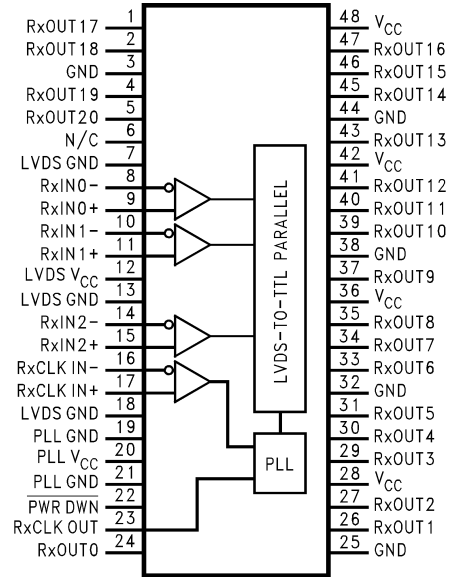 RxOUT17 1 48 VCC
RxOUT18 2 47 RxOUT16
GND 3 46 RxOUT15
RxOUT19 4 45 RxOUT14
RxOUT20 5 44 GND
N/C 6 43 RxOUT13
LVDS GND 7 42 VCC
RxIN0- 8 41 RxOUT12
RxIN0+ 9 40 RxOUT11
RxIN1- 10 39 RxOUT10
RxIN1+ 11 38 GND
LVDS VCC 12 37 RxOUT9
LVDS GND 13 36 VCC
RxIN2- 14 35 RxOUT8
RxIN2+ 15 34 RxOUT7
RxCLK IN- 16 33 RxOUT6
RxCLK IN+ 17 32 GND
LVDS GND 18 31 RxOUT5
PLL GND 19 30 RxOUT4
PLL VCC 20 29 RxOUT3
PLL GND 21 28 VCC
PWR DWN 22 27 RxOUT2
RxCLK OUT 23 26 RxOUT1
RxOUT0 24 25 GND
LVDS-TO-TTL PARALLEL
PLL